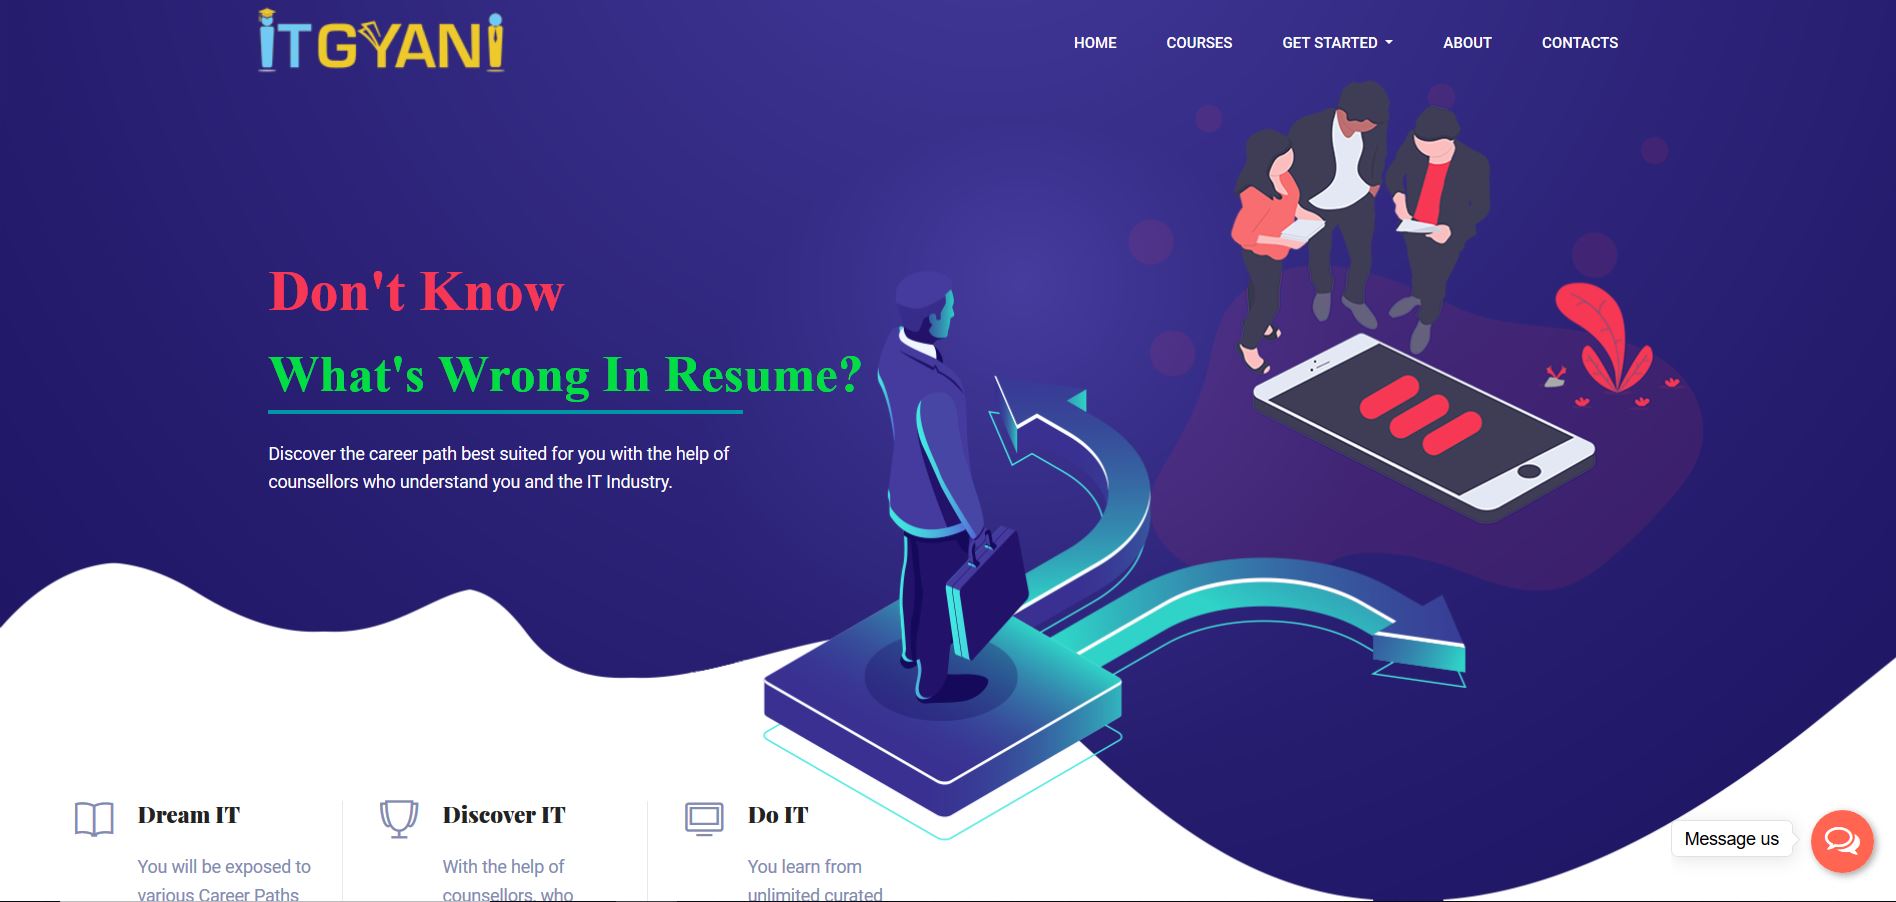 ITGYANI
HOME COURSES GET STARTED ABOUT CONTACTS
Don't Know
What's Wrong In Resume?
Discover the career path best suited for you with the help of
counsellors who understand you and the IT Industry.
Dream IT
You will be exposed to
various Career Paths
Discover IT
With the help of
counsellors, who
Do IT
You learn from
unlimited curated
Message us